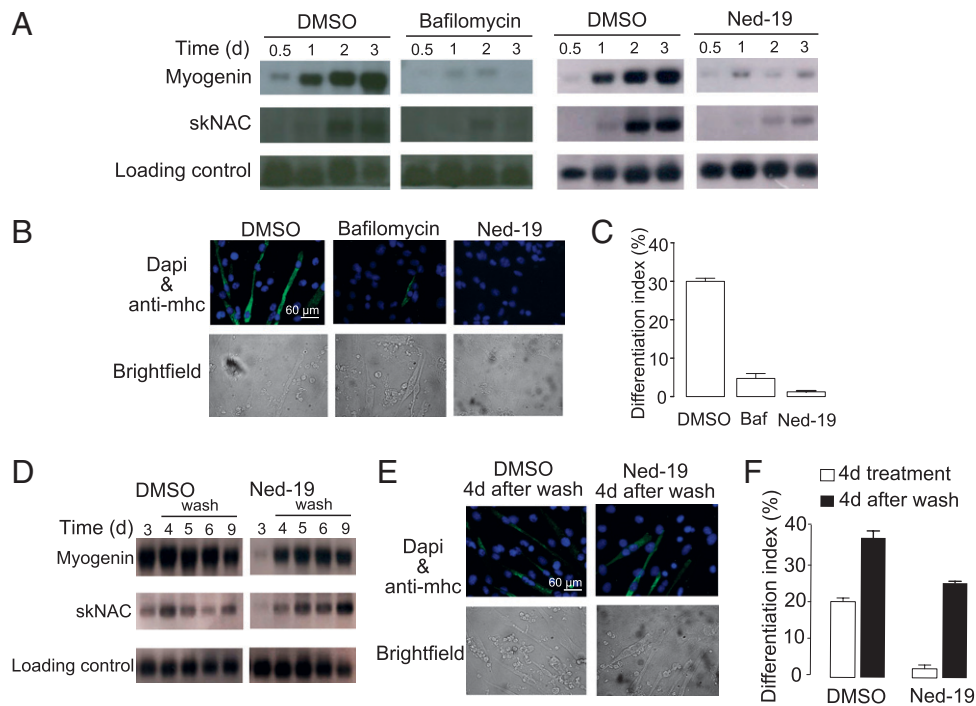 A
DMSO Bafilomycin DMSO Ned-19
Time (d) 0.5 1 2 3 0.5 1 2 3 0.5 1 2 3 0.5 1 2 3
Myogenin
skNAC
Loading control
B
DMSO Bafilomycin Ned-19
Dapi
&
anti-mhc
60 µm
Brightfield
C
Differentiation index (%)
40
30
20
10
0
DMSO Baf Ned-19
D
DMSO Ned-19
wash wash
Time (d) 3 4 5 6 9 3 4 5 6 9
Myogenin
skNAC
Loading control
E
DMSO Ned-19
4d after wash 4d after wash
Dapi
&
anti-mhc
60 µm
Brightfield
F
4d treatment
4d after wash
Differentiation index (%)
40
30
20
10
0
DMSO Ned-19